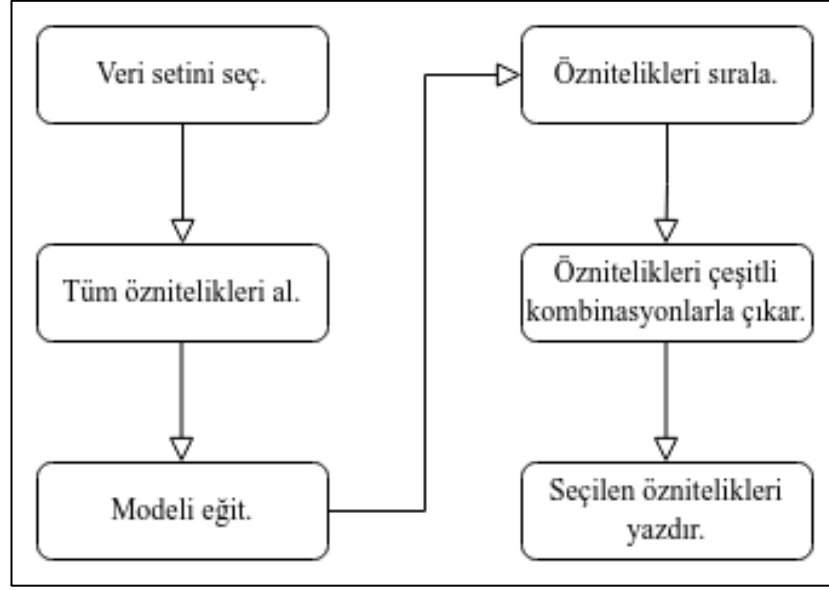 Veri setini seç.
Tüm öznitelikleri al.
Modeli eğit.
Öznitelikleri sırala.
Öznitelikleri çeşitli
kombinasyonlarla çıkar.
Seçilen öznitelikleri
yazdır.